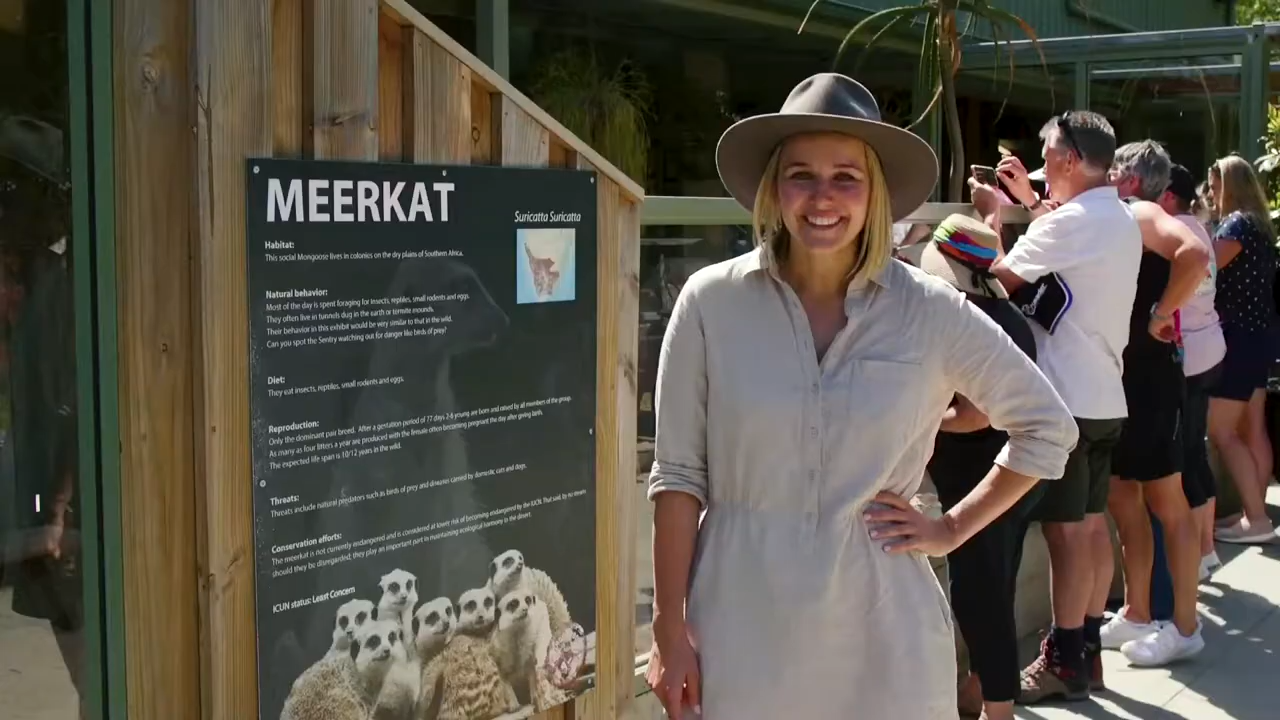 MEERKAT
Suricatta Suricatta
Habitat:
This social Mongoose lives in colonies on the dry plains of Southern Africa.
Natural behavior:
Most of the day is spent foraging for insects, reptiles, small rodents and eggs.
They often live in tunnels dug in the earth or termite mounds.
Their behavior in this exhibit would be very similar to that in the wild.
Can you spot the Sentry watching out for danger like birds of prey?
Diet:
They eat insects, reptiles, small rodents and eggs.
Reproduction:
Only the dominant pair breed. After a gestation period of 77 days 2-6 young are born and raised by all members of the group.
As many as four litters a year are produced with the female often becoming pregnant the day after giving birth.
The expected life span is 10/12 years in the wild.
Threats:
Threats include natural predators such as birds of prey and diseases carried by domestic cats and dogs.
Conservation efforts:
The meerkat is not currently endangered and is considered at lower risk of becoming endangered by the IUCN. That said, by no means
should they be disregarded; they play an important part in maintaining ecological harmony in the desert.
ICUN status: Least Concern